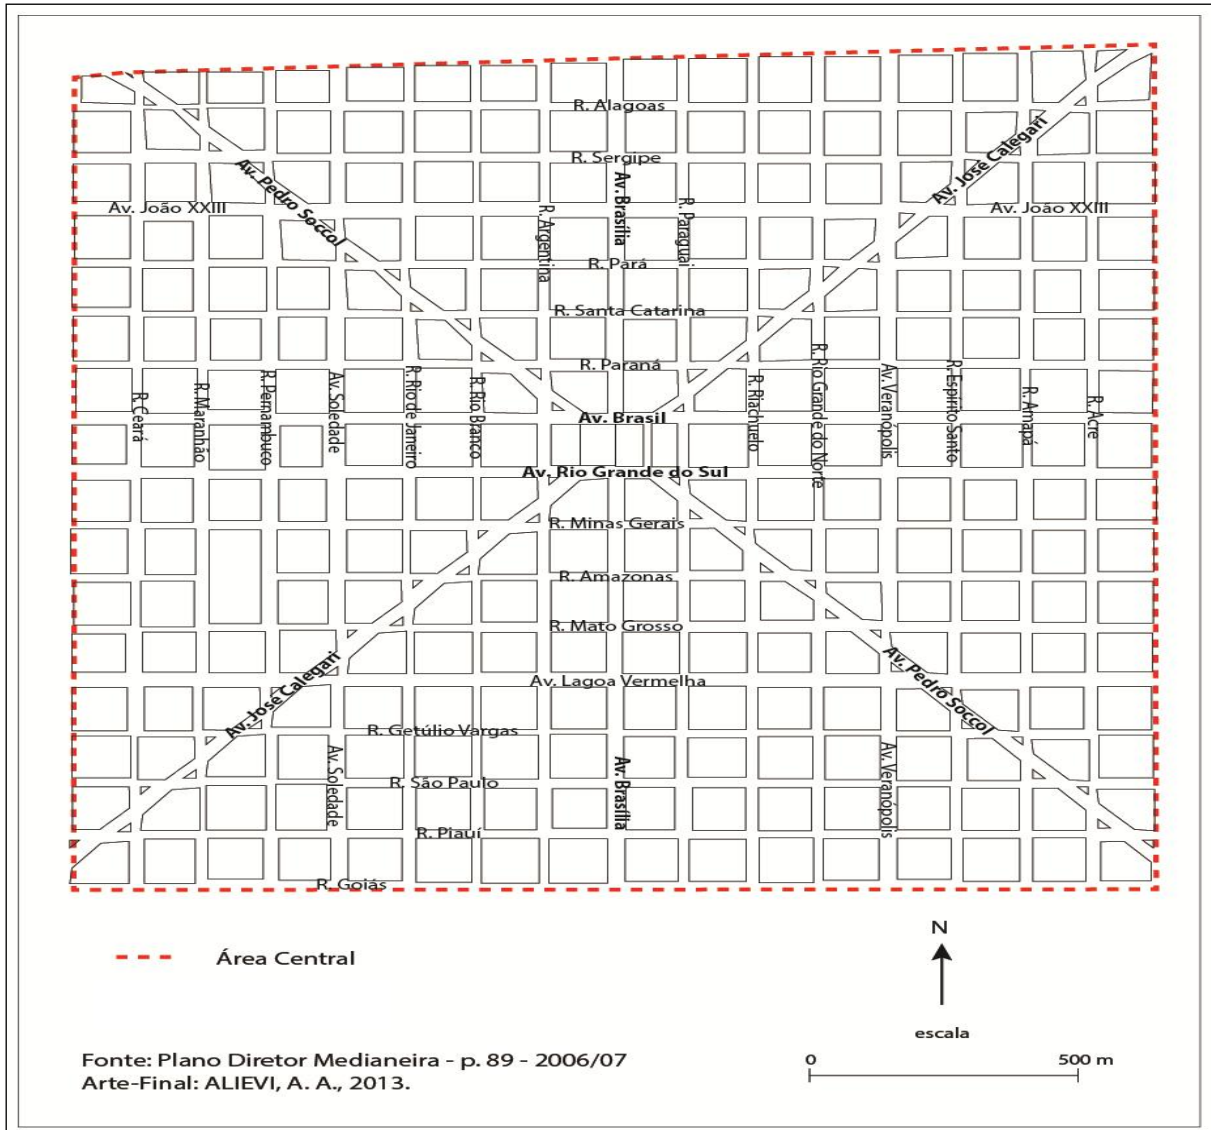 R. Alagoas
R. Sergipe
Av. Pedro Soccol
Av. José Calegari
Av. Brasília
Av. João XXIII
Av. João XXIII
R. Argentina
R. Paraguai
R. Pará
R. Santa Catarina
R. Paraná
R. Ceará
R. Maranhão
R. Pernambuco
Av. Soledade
R. Rio de Janeiro
R. Rio Branco
Av. Brasil
R. Riachuelo
R. Rio Grande do Norte
Av. Veranópolis
R. Espírito Santo
R. Amapá
R. Acre
Av. Rio Grande do Sul
R. Minas Gerais
R. Amazonas
R. Mato Grosso
Av. José Calegari
Av. Lagoa Vermelha
Av. Pedro Soccol
R. Getúlio Vargas
Av. Soledade
R. São Paulo
Av. Brasília
Av. Veranópolis
R. Piauí
R. Goiás
N
Área Central
escala
0 500 m
Fonte: Plano Diretor Medianeira - p. 89 - 2006/07
Arte-Final: ALIEVI, A. A., 2013.